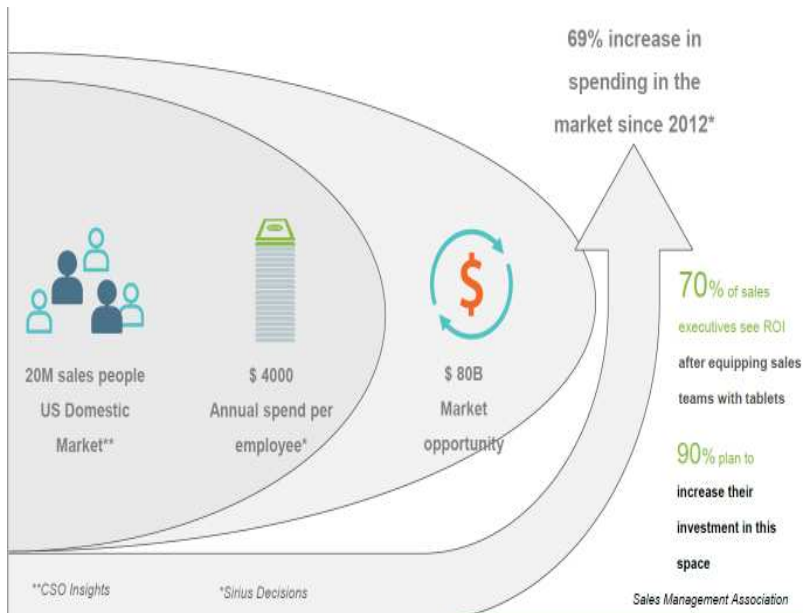 69% increase in
spending in the
market since 2012*
20M sales people
US Domestic
Market**
$ 4000
Annual spend per
employee*
$
$ 80B
Market
opportunity
70% of sales
executives see ROI
after equipping sales
teams with tablets
90% plan to
increase their
investment in this
space
**CSO Insights
*Sirius Decisions
Sales Management Association